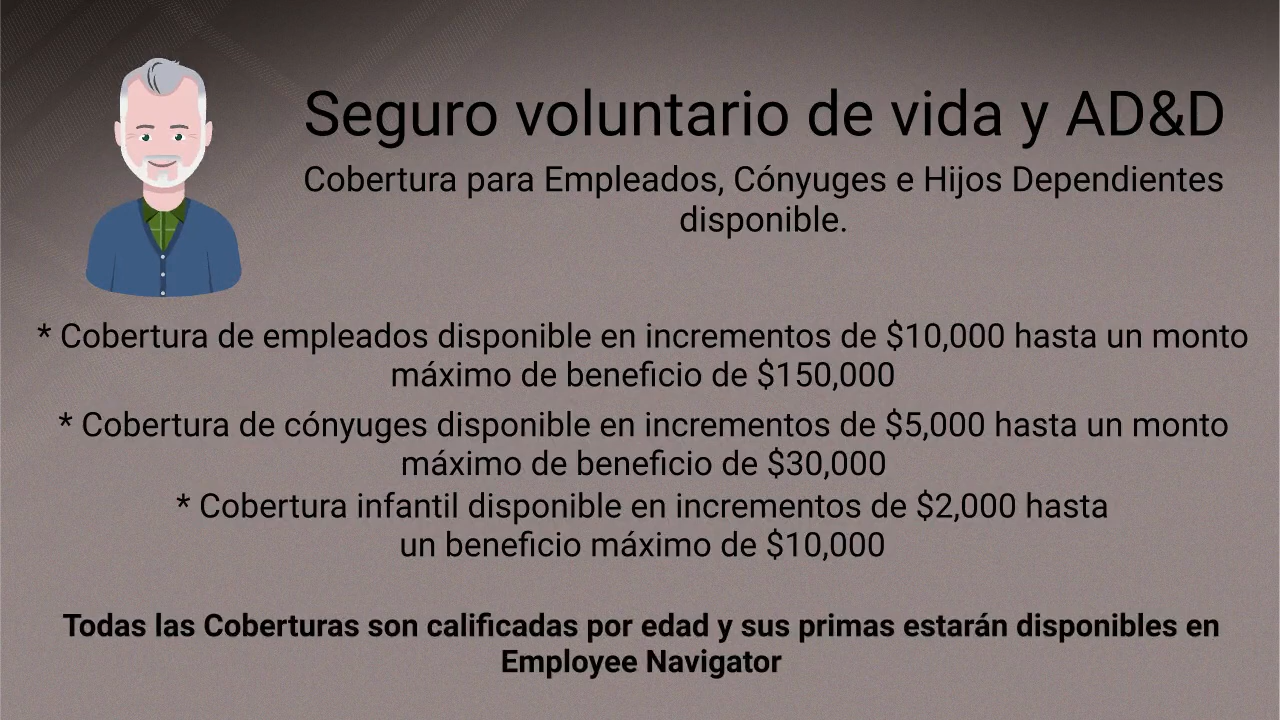 Seguro voluntario de vida y AD&D
Cobertura para Empleados, Cónyuges e Hijos Dependientes
disponible.
* Cobertura de empleados disponible en incrementos de $10,000 hasta un monto
máximo de beneficio de $150,000
* Cobertura de cónyuges disponible en incrementos de $5,000 hasta un monto
máximo de beneficio de $30,000
* Cobertura infantil disponible en incrementos de $2,000 hasta
un beneficio máximo de $10,000
Todas las Coberturas son calificadas por edad y sus primas estarán disponibles en
Employee Navigator